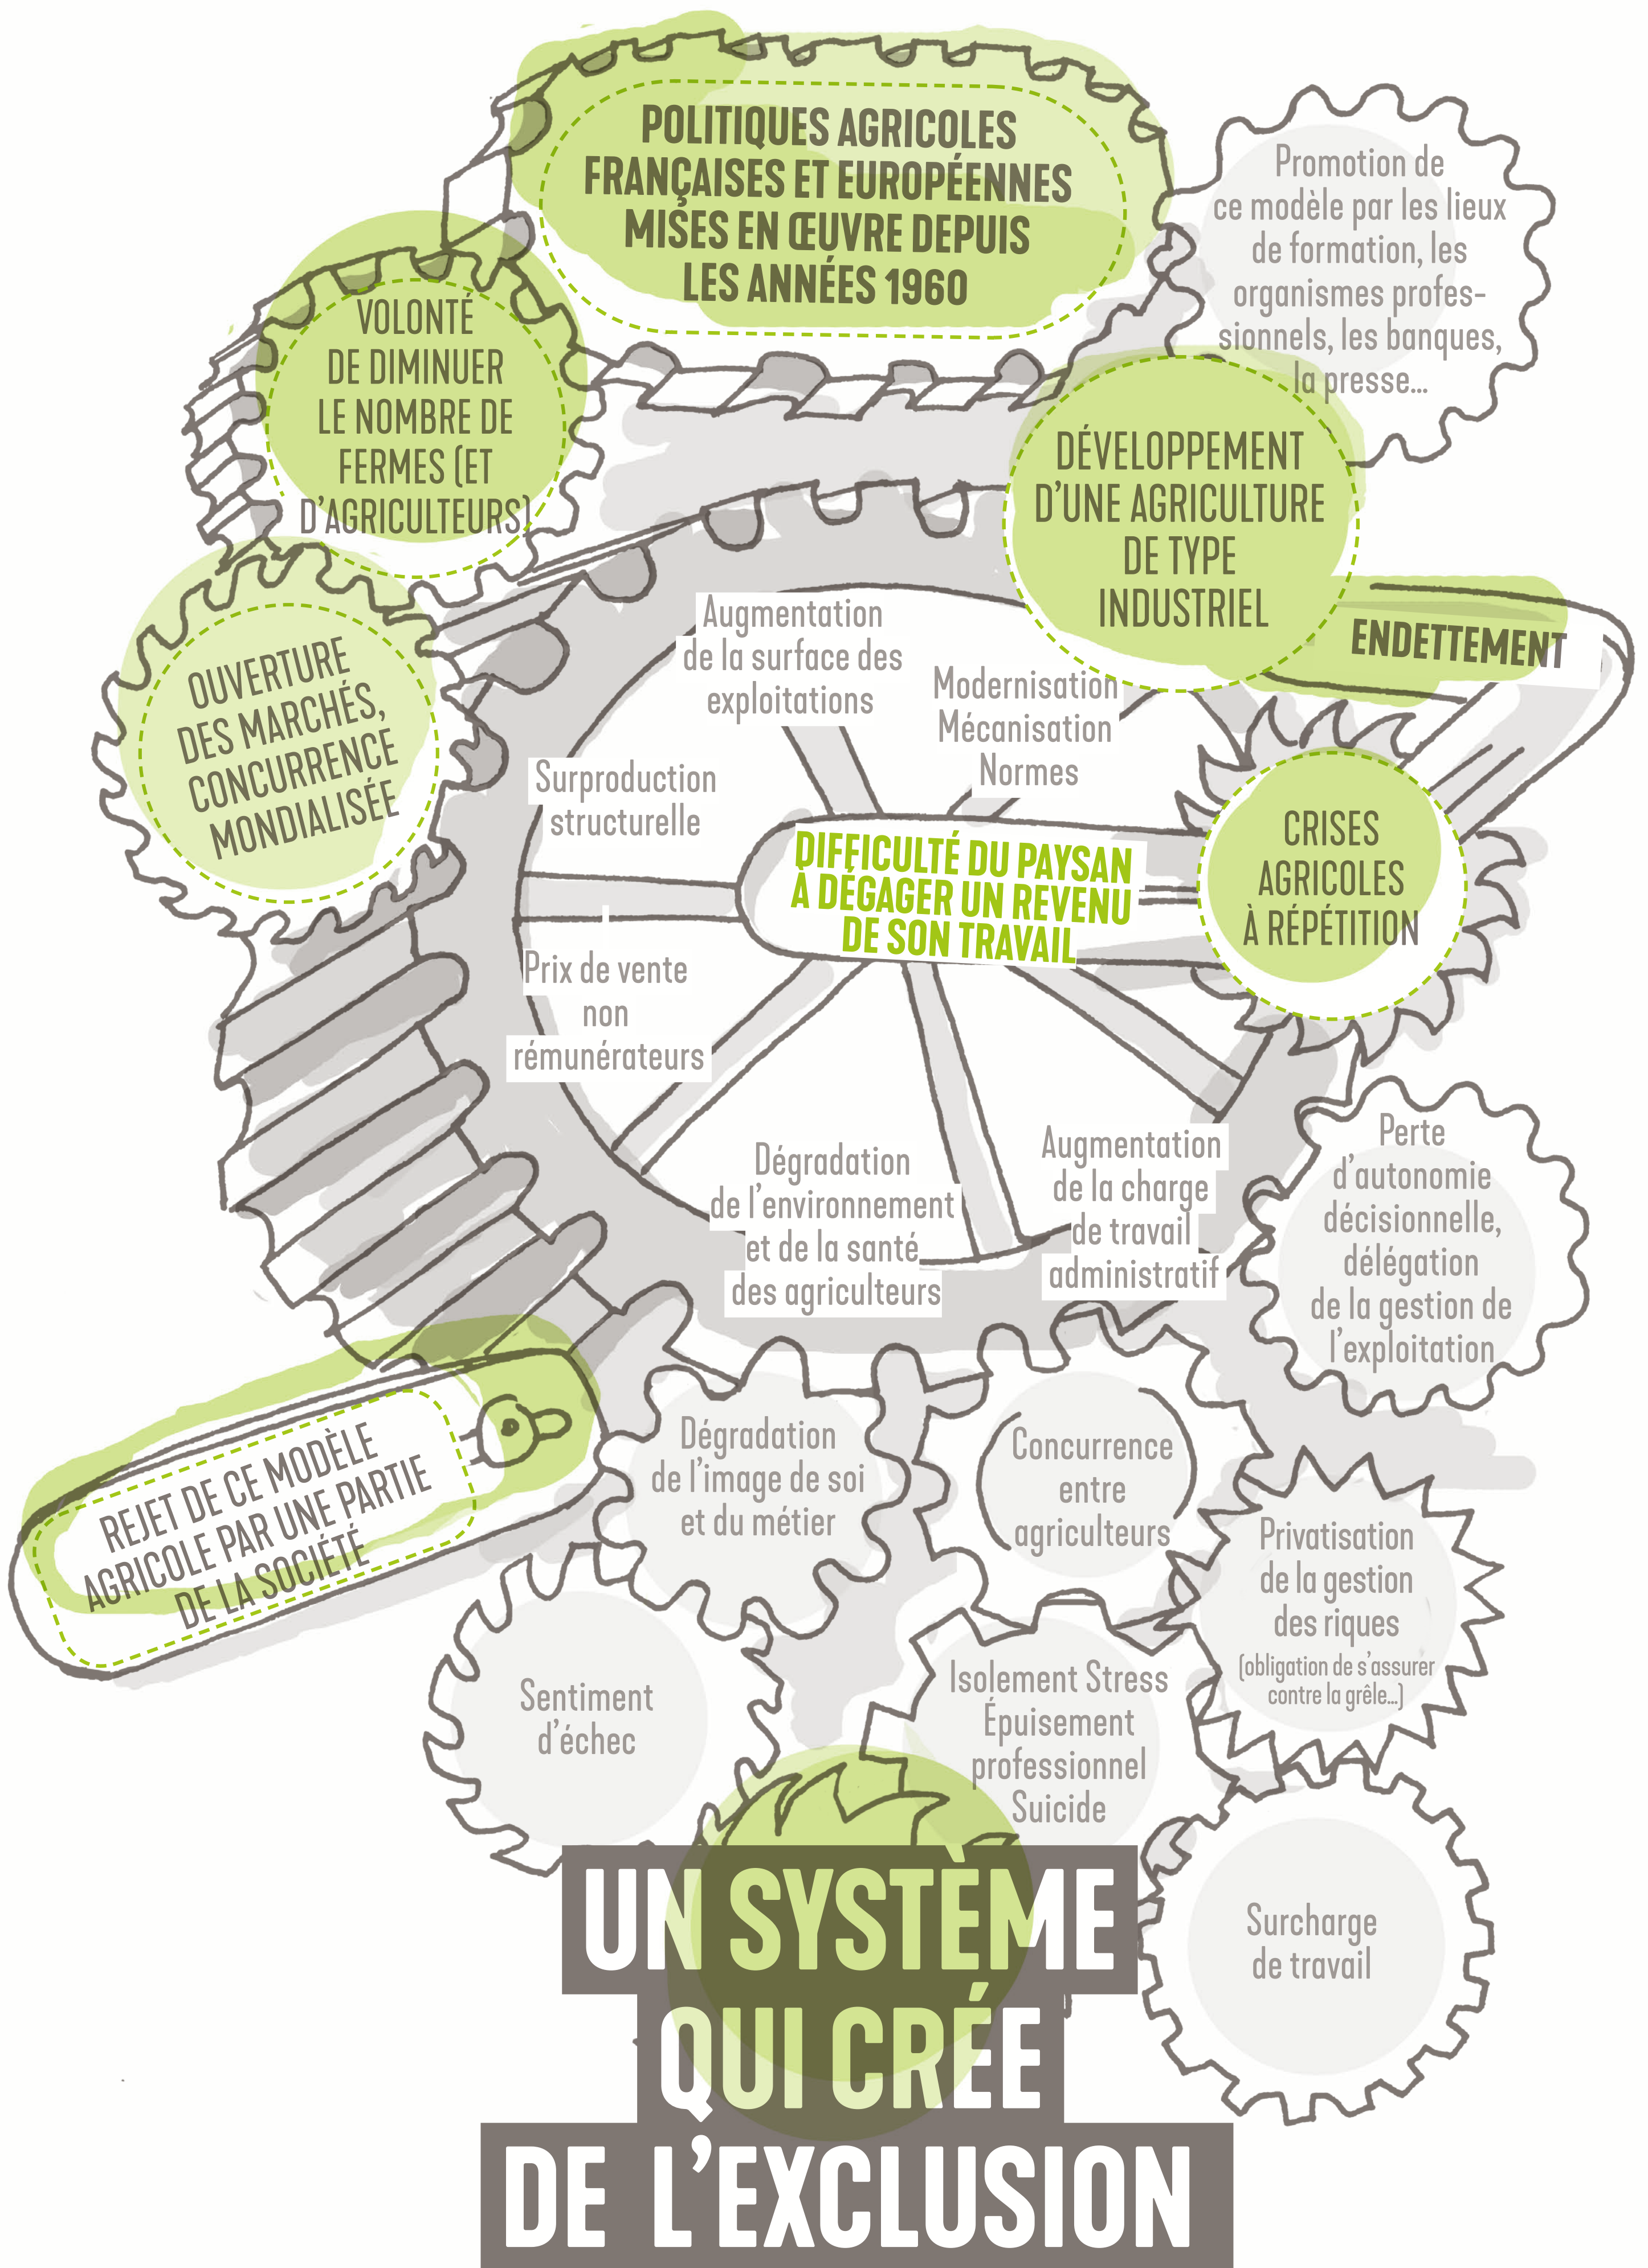 POLITIQUES AGRICOLES
FRANÇAISES ET EUROPÉENNES
MISES EN ŒUVRE DEPUIS
LES ANNÉES 1960
Promotion de
ce modèle par les lieux
de formation, les
organismes profes-
sionnels, les banques,
la presse...
VOLONTÉ
DE DIMINUER
LE NOMBRE DE
FERMES (ET
D'AGRICULTEURS)
DÉVELOPPEMENT
D'UNE AGRICULTURE
DE TYPE
INDUSTRIEL
ENDETTEMENT
OUVERTURE
DES MARCHÉS,
CONCURRENCE
MONDIALISÉE
Augmentation
de la surface des
exploitations
Modernisation
Mécanisation
Normes
Surproduction
structurelle
DIFFICULTÉ DU PAYSAN
À DÉGAGER UN REVENU
DE SON TRAVAIL
CRISES
AGRICOLES
À RÉPÉTITION
Prix de vente
non
rémunérateurs
Dégradation
de l'environnement
et de la santé
des agriculteurs
Augmentation
de la charge
de travail
administratif
Perte
d'autonomie
décisionnelle,
délégation
de la gestion de
l'exploitation
REJET DE CE MODÈLE
AGRICOLE PAR UNE PARTIE
DE LA SOCIÉTÉ
Dégradation
de l'image de soi
et du métier
Concurrence
entre
agriculteurs
Privatisation
de la gestion
des riques
(obligation de s'assurer
contre la grêle...)
Sentiment
d'échec
Isolement Stress
Épuisement
professionnel
Suicide
Surcharge
de travail
UN SYSTÈME
QUI CRÉE
DE L'EXCLUSION